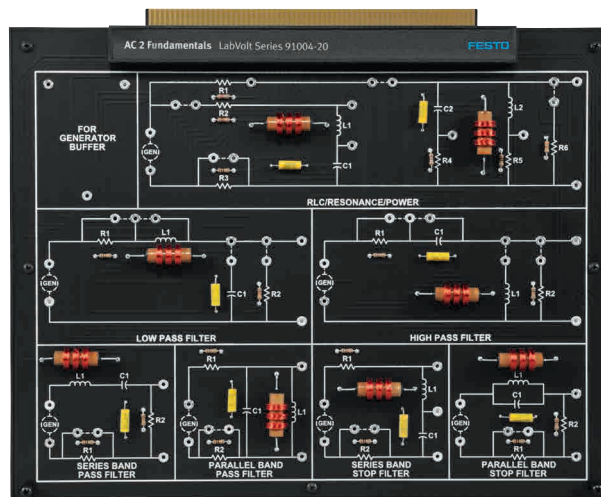 AC 2 Fundamentals LabVolt Series 91004-20
FESTO
FOR
GENERATOR
BUFFER
GEN
R1
R2
L1
C1
R3
C2
L2
R4
R5
R6
RLC/RESONANCE/POWER
R1
L1
GEN
C1
R2
LOW PASS FILTER
R1
C1
GEN
L1
R2
HIGH PASS FILTER
L1
C1
GEN
R2
R1
SERIES BAND
PASS FILTER
R1
GEN
C1
L1
R2
PARALLEL BAND
PASS FILTER
R1
GEN
L1
C1
R2
SERIES BAND
STOP FILTER
L1
C1
GEN
R2
R1
PARALLEL BAND
STOP FILTER